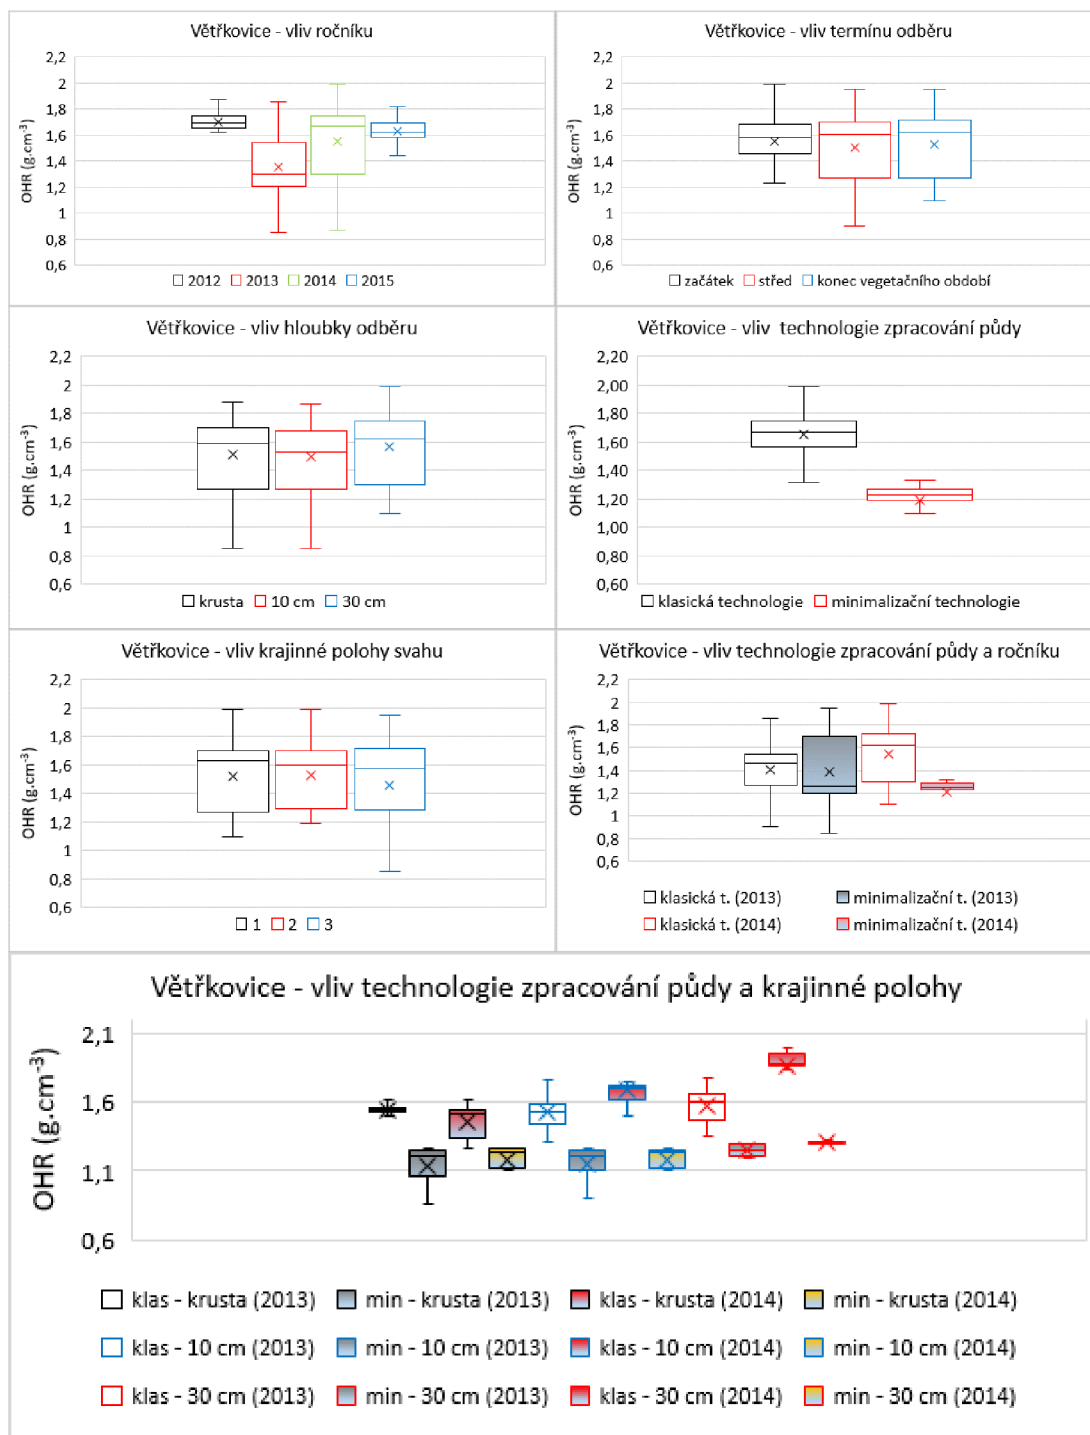 Větřkovice - vliv ročníku
OHR (g.cm⁻³)
2,2
2
1,8
1,6
1,4
1,2
1
0,8
0,6
2012 2013 2014 2015
Větřkovice - vliv termínu odběru
OHR (g.cm⁻³)
2,2
2
1,8
1,6
1,4
1,2
1
0,8
0,6
začátek střed konec vegetačního období
Větřkovice - vliv hloubky odběru
OHR (g.cm⁻³)
2,2
2
1,8
1,6
1,4
1,2
1
0,8
0,6
krusta 10 cm 30 cm
Větřkovice - vliv technologie zpracování půdy
OHR (g.cm⁻³)
2,20
2,00
1,80
1,60
1,40
1,20
1,00
0,80
0,60
klasická technologie minimalizační technologie
Větřkovice - vliv krajinné polohy svahu
OHR (g.cm⁻³)
2,2
2
1,8
1,6
1,4
1,2
1
0,8
0,6
1 2 3
Větřkovice - vliv technologie zpracování půdy a ročníku
OHR (g.cm⁻³)
2,2
2
1,8
1,6
1,4
1,2
1
0,8
0,6
klasická t. (2013) minimalizační t. (2013)
klasická t. (2014) minimalizační t. (2014)
Větřkovice - vliv technologie zpracování půdy a krajinné polohy
OHR (g.cm⁻³)
2,1
1,6
1,1
0,6
klas - krusta (2013) min - krusta (2013) klas - krusta (2014) min - krusta (2014)
klas - 10 cm (2013) min - 10 cm (2013) klas - 10 cm (2014) min - 10 cm (2014)
klas - 30 cm (2013) min - 30 cm (2013) klas - 30 cm (2014) min - 30 cm (2014)